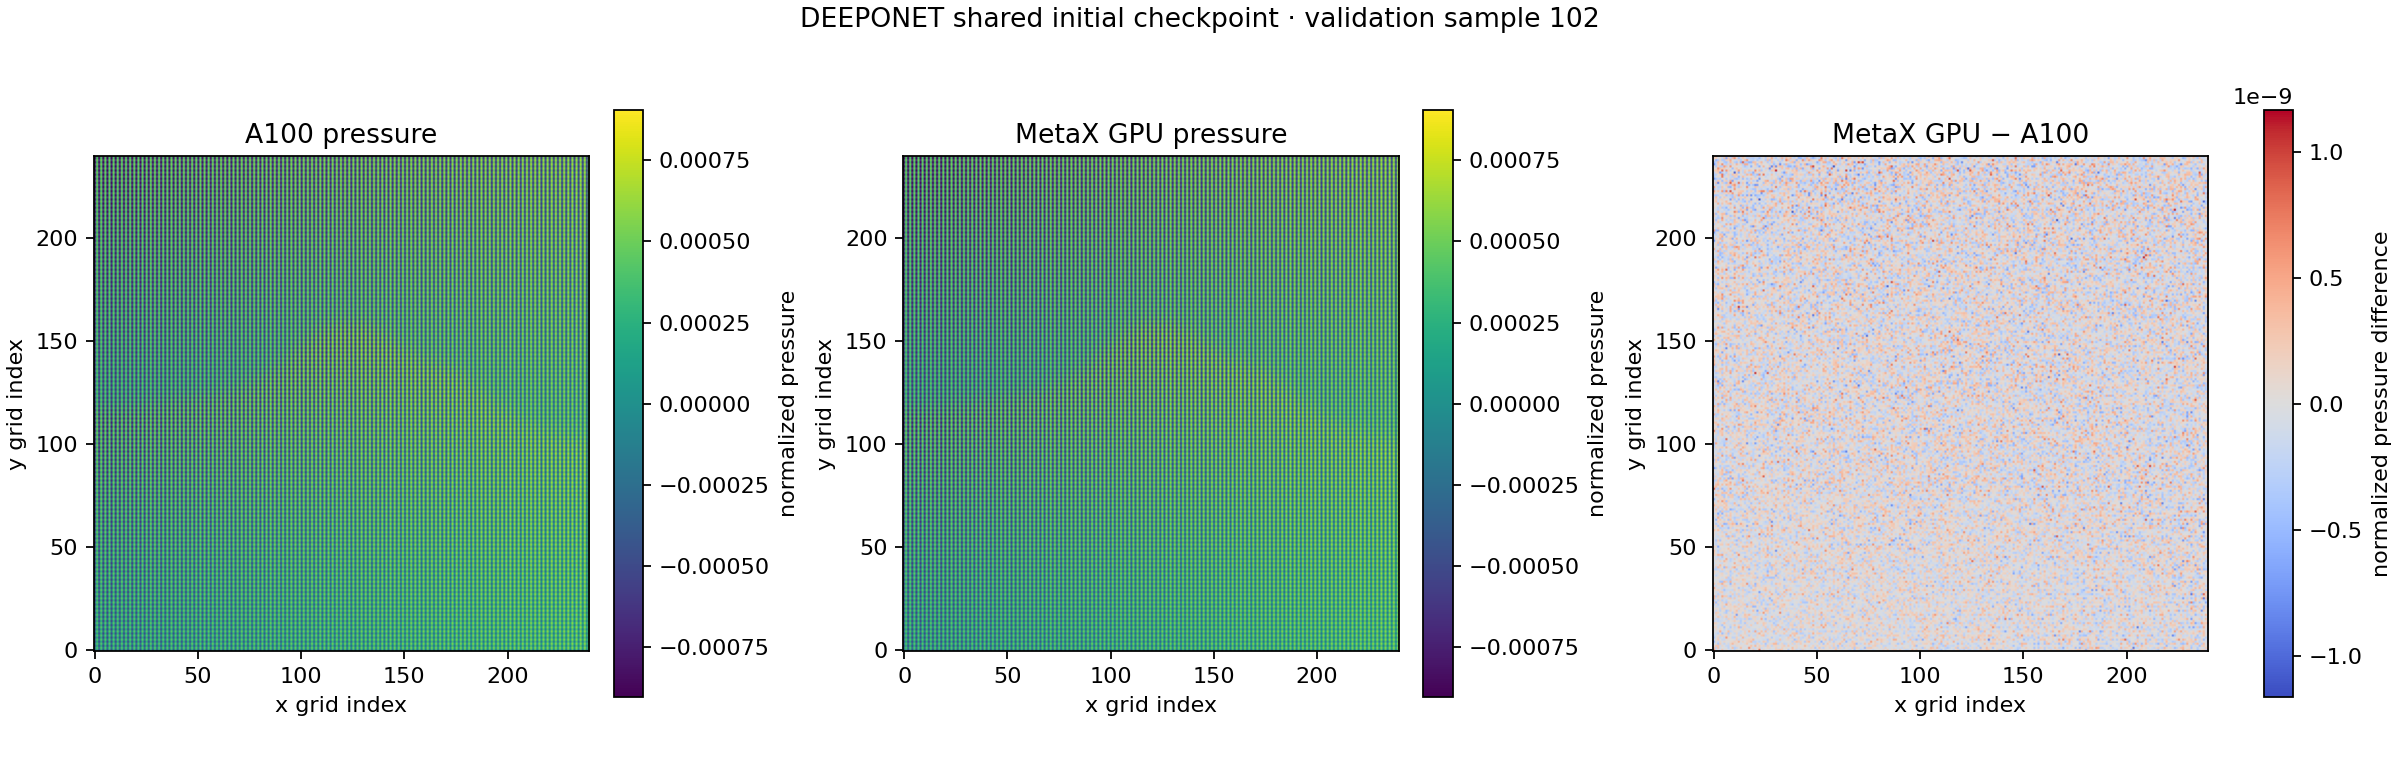 DEEPONET shared initial checkpoint · validation sample 102
A100 pressure
y grid index
200
150
100
50
0
0 50 100 150 200
x grid index
0.00075
0.00050
0.00025
0.00000
−0.00025
−0.00050
−0.00075
normalized pressure
MetaX GPU pressure
y grid index
200
150
100
50
0
0 50 100 150 200
x grid index
0.00075
0.00050
0.00025
0.00000
−0.00025
−0.00050
−0.00075
normalized pressure
MetaX GPU − A100
y grid index
200
150
100
50
0
0 50 100 150 200
x grid index
1e−9
1.0
0.5
0.0
−0.5
−1.0
normalized pressure difference